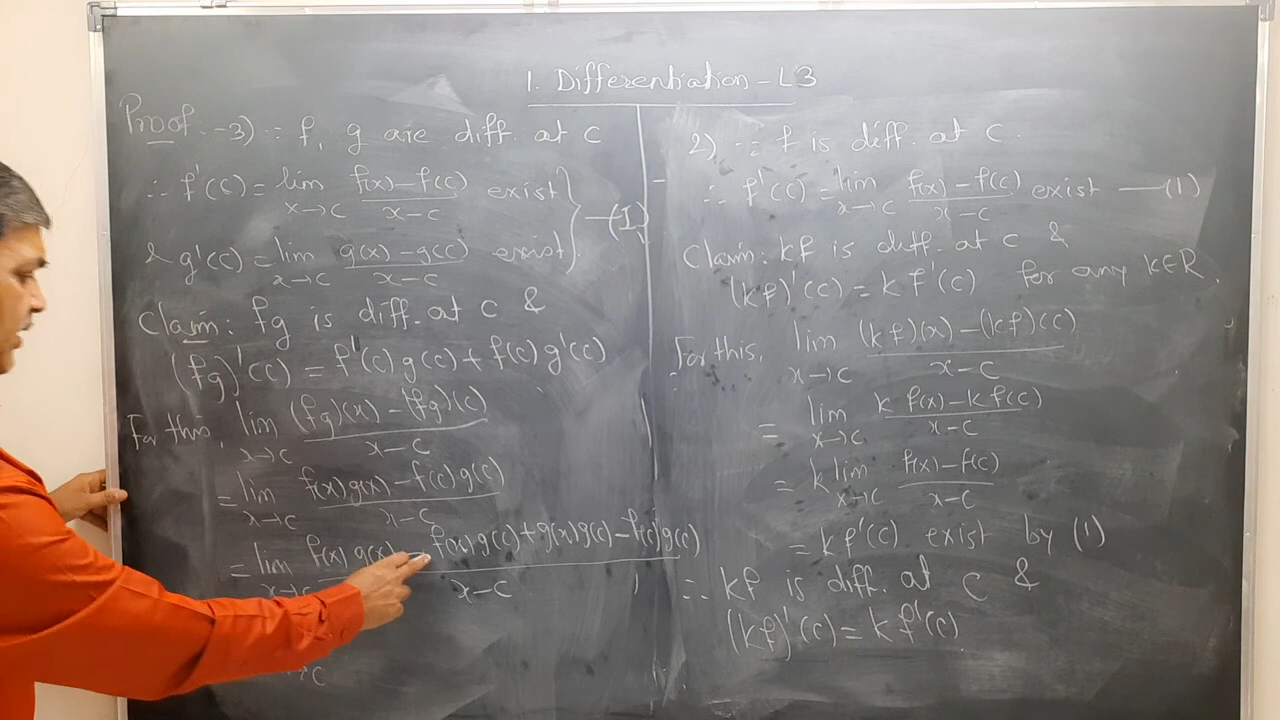 1. Differentiation - L3
Proof :- 3) ∵ f, g are diff. at c
∴ f'(c) = lim x→c f(x)-f(c) / x-c exist
& g'(c) = lim x→c g(x)-g(c) / x-c exist } —(I)
Claim: fg is diff. at c &
(fg)'(c) = f'(c) g(c) + f(c) g'(c)
For this, lim x→c (fg)(x) - (fg)(c) / x-c
= lim x→c f(x) g(x) - f(c) g(c) / x-c
= lim x→c f(x) g(x) - f(x) g(c) + g(x) g(c) - f(c) g(c) / x-c
→c
2) ∵ f is diff. at c.
∴ f'(c) = lim x→c f(x)-f(c) / x-c exist —(1)
Claim: kf is diff. at c &
(kf)'(c) = k f'(c) for any k∈R.
For this, lim x→c (kf)(x) - (kf)(c) / x-c
= lim x→c k f(x) - k f(c) / x-c
= k lim x→c f(x)-f(c) / x-c
= k f'(c) exist by (1)
∴ kf is diff. at c &
(kf)'(c) = k f'(c)